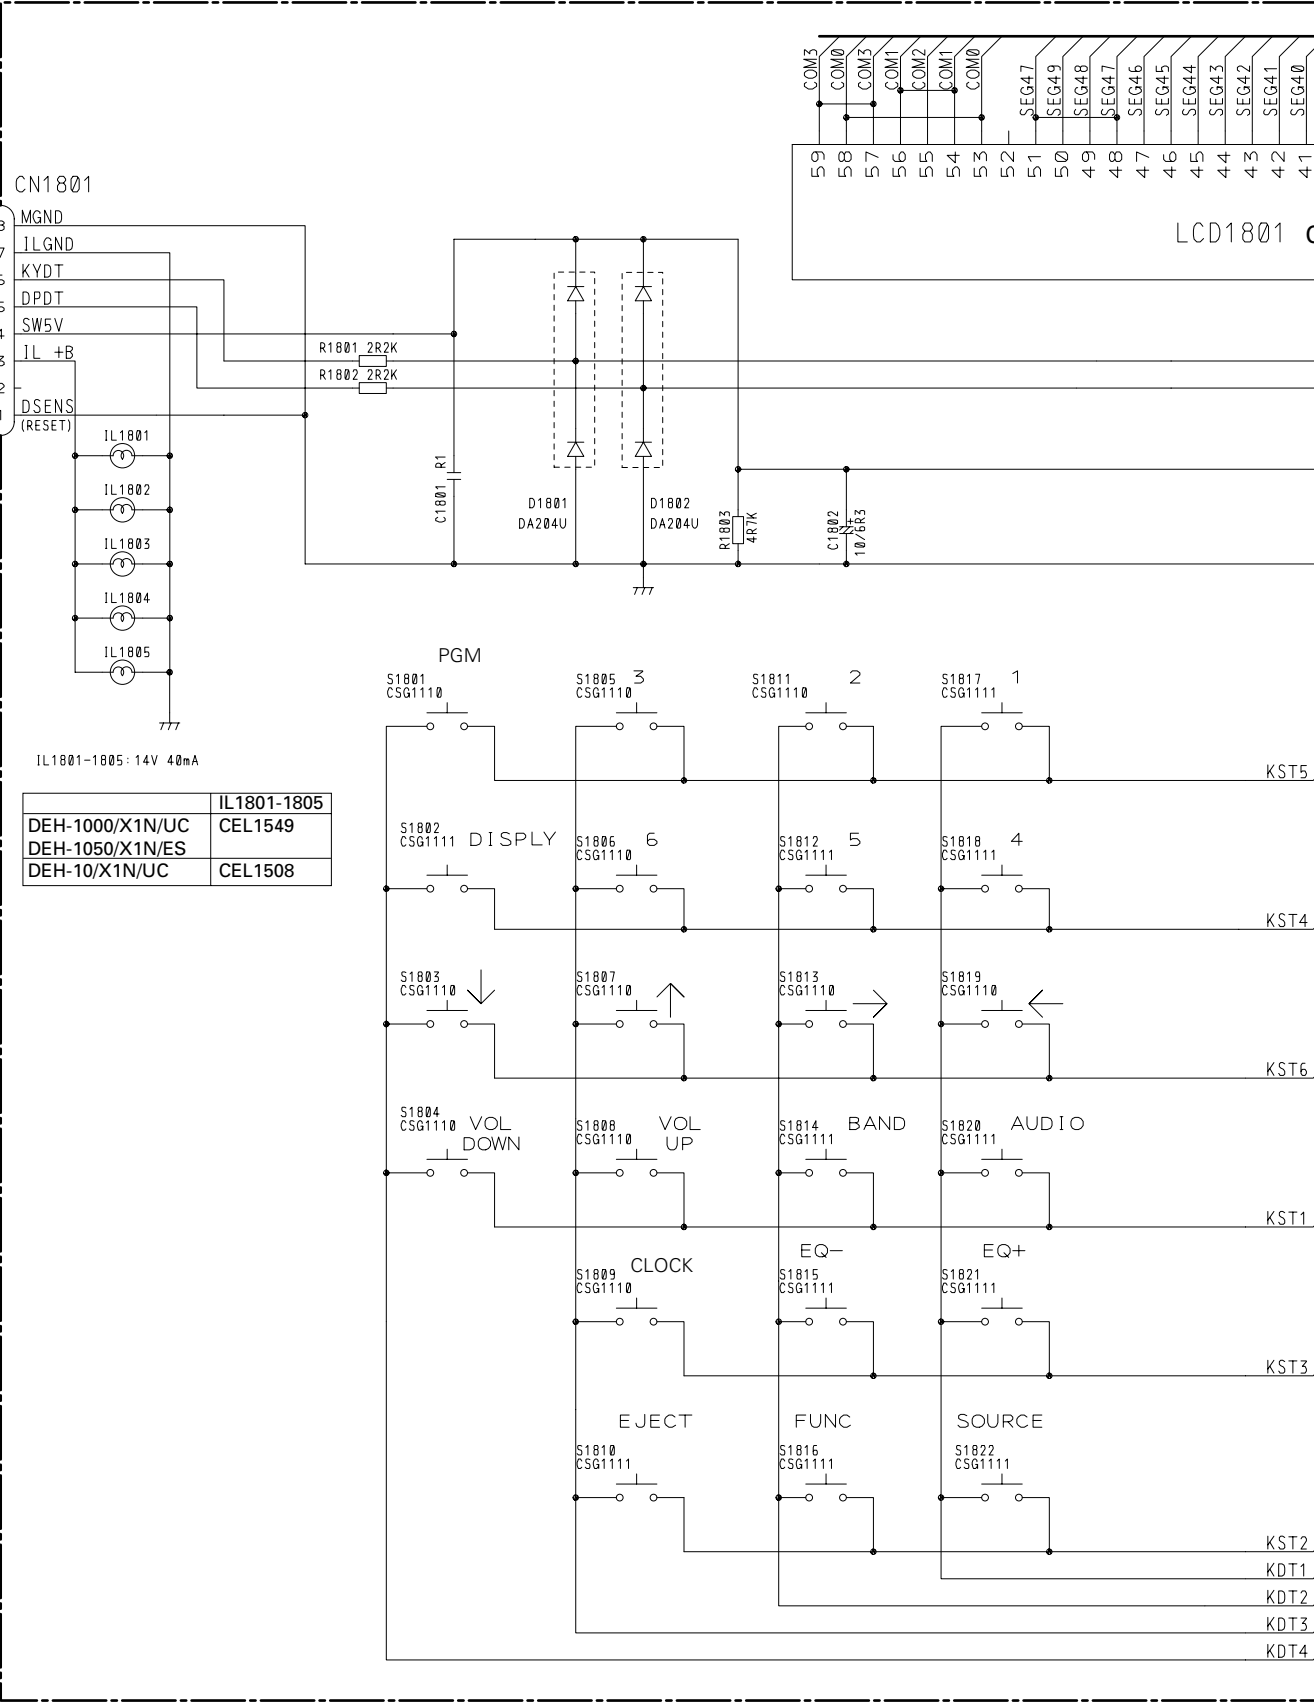 COM3
COM0
COM3
COM1
COM2
COM1
COM0
SEG47
SEG49
SEG48
SEG47
SEG46
SEG45
SEG44
SEG43
SEG42
SEG41
SEG40
59
58
57
56
55
54
53
52
51
50
49
48
47
46
45
44
43
42
41
LCD1801
CN1801
MGND
ILGND
KYDT
DPDT
SW5V
IL +B
DSENS
(RESET)
R1801 2R2K
R1802 2R2K
IL1801
IL1802
IL1803
IL1804
IL1805
C1801 R1
D1801
DA204U
D1802
DA204U
R1803
4R7K
C1802
+
10/6R3
IL1801-1805: 14V 40mA
IL1801-1805
DEH-1000/X1N/UC CEL1549
DEH-1050/X1N/ES
DEH-10/X1N/UC CEL1508
PGM
S1801
CSG1110
S1805 3
CSG1110
S1811 2
CSG1110
S1817 1
CSG1111
KST5
S1802
CSG1111 DISPLY
S1806 6
CSG1110
S1812 5
CSG1111
S1818 4
CSG1111
KST4
S1803
CSG1110
S1807
CSG1110
S1813
CSG1110
S1819
CSG1110
KST6
S1804
CSG1110 VOL DOWN
S1808
CSG1110 VOL UP
S1814
CSG1111 BAND
S1820
CSG1111 AUDIO
KST1
S1809
CSG1110 CLOCK
EQ-
S1815
CSG1111
EQ+
S1821
CSG1111
KST3
EJECT
S1810
CSG1111
FUNC
S1816
CSG1111
SOURCE
S1822
CSG1111
KST2
KDT1
KDT2
KDT3
KDT4